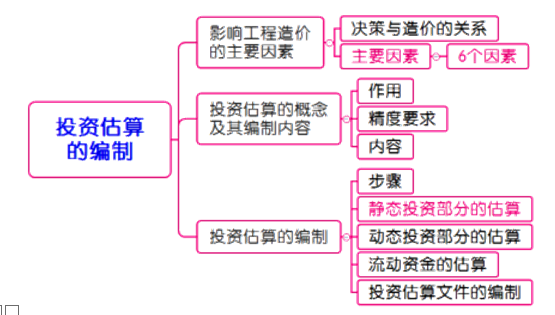 投资估算
的编制
影响工程造价
的主要因素
决策与造价的关系
主要因素
6个因素
投资估算的概念
及其编制内容
作用
精度要求
内容
投资估算的编制
步骤
静态投资部分的估算
动态投资部分的估算
流动资金的估算
投资估算文件的编制